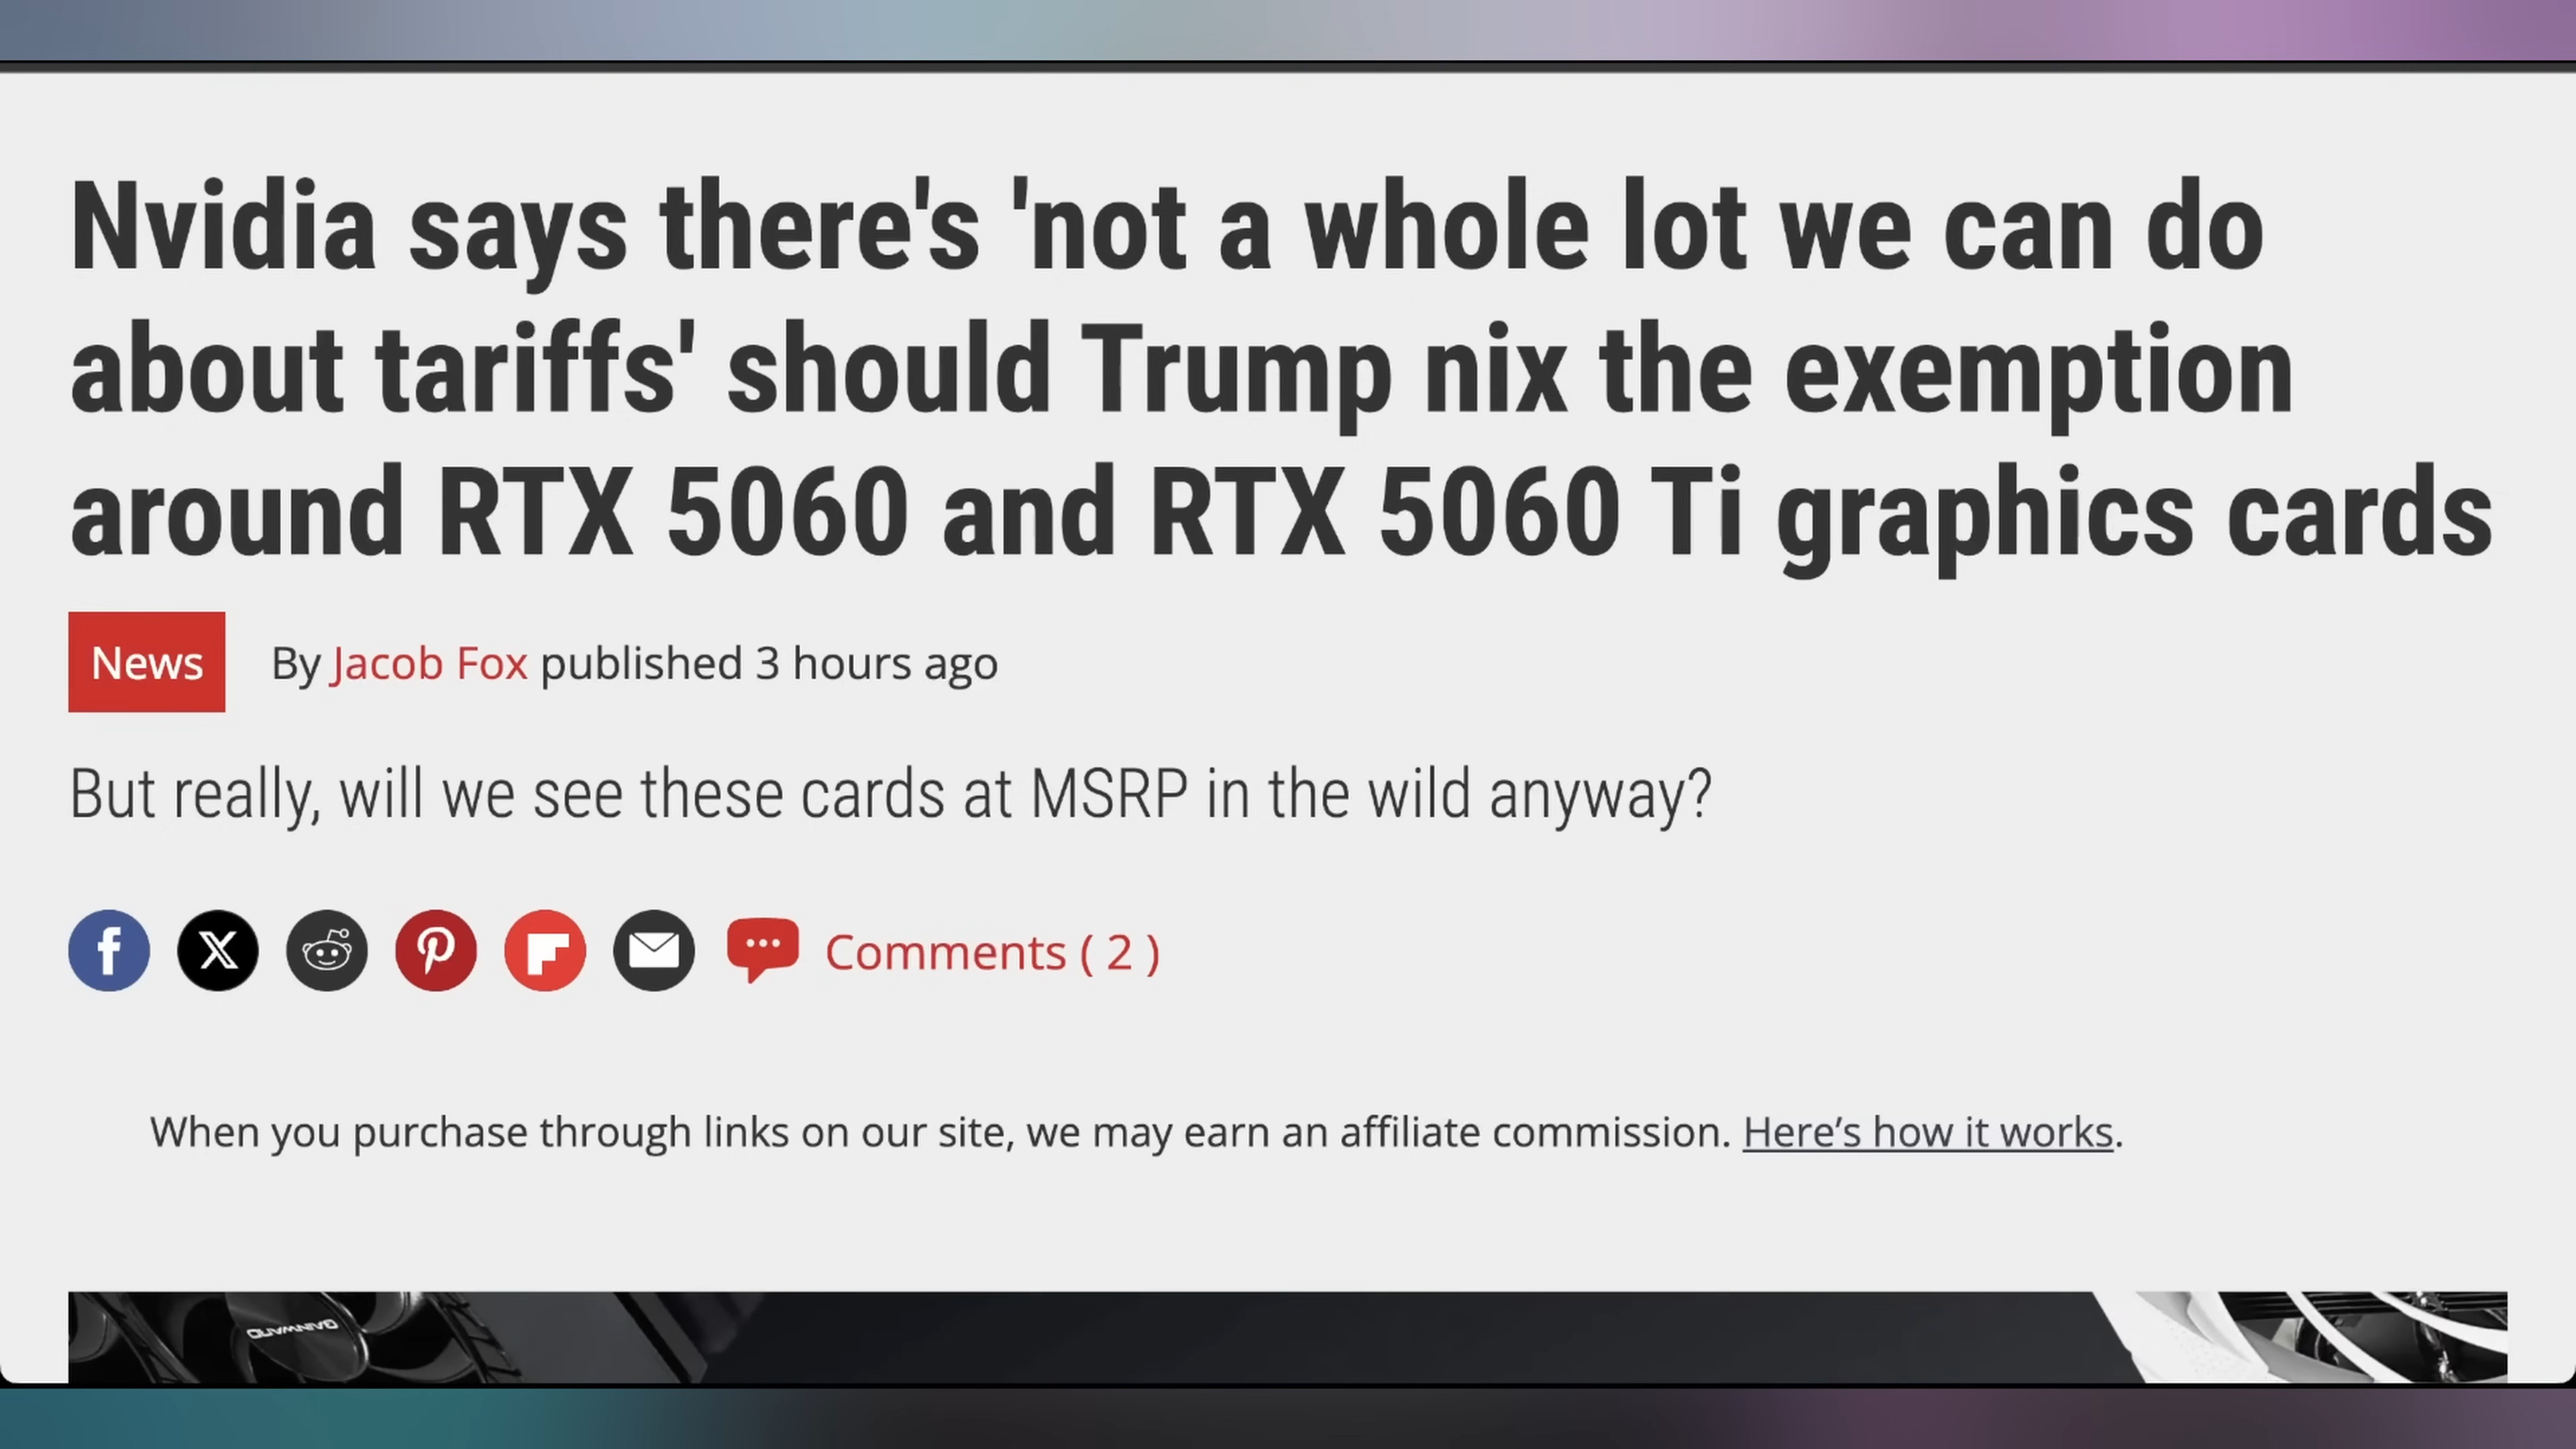 Nvidia says there's 'not a whole lot we can do
about tariffs' should Trump nix the exemption
around RTX 5060 and RTX 5060 Ti graphics cards
News By Jacob Fox published 3 hours ago
But really, will we see these cards at MSRP in the wild anyway?
Comments ( 2 )
When you purchase through links on our site, we may earn an affiliate commission. Here’s how it works.
GAINWARD